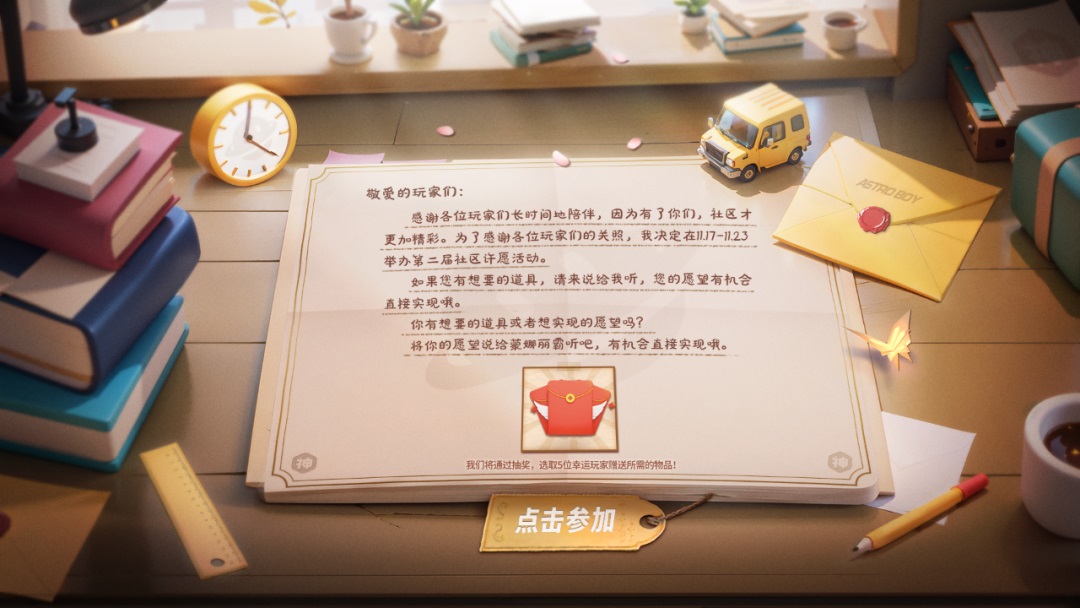 ASTRO BOY
敬爱的玩家们：
感谢各位玩家们长时间地陪伴，因为有了你们，社区才
更加精彩。为了感谢各位玩家们的关照，我决定在11.17-11.23
举办第二届社区许愿活动。
如果您有想要的道具，请来说给我听，您的愿望有机会
直接实现哦。
你有想要的道具或者想实现的愿望吗？
将你的愿望说给蒙娜丽霸听吧，有机会直接实现哦。
神
我们将通过抽奖，选取5位幸运玩家赠送所需的物品！
神
点击参加